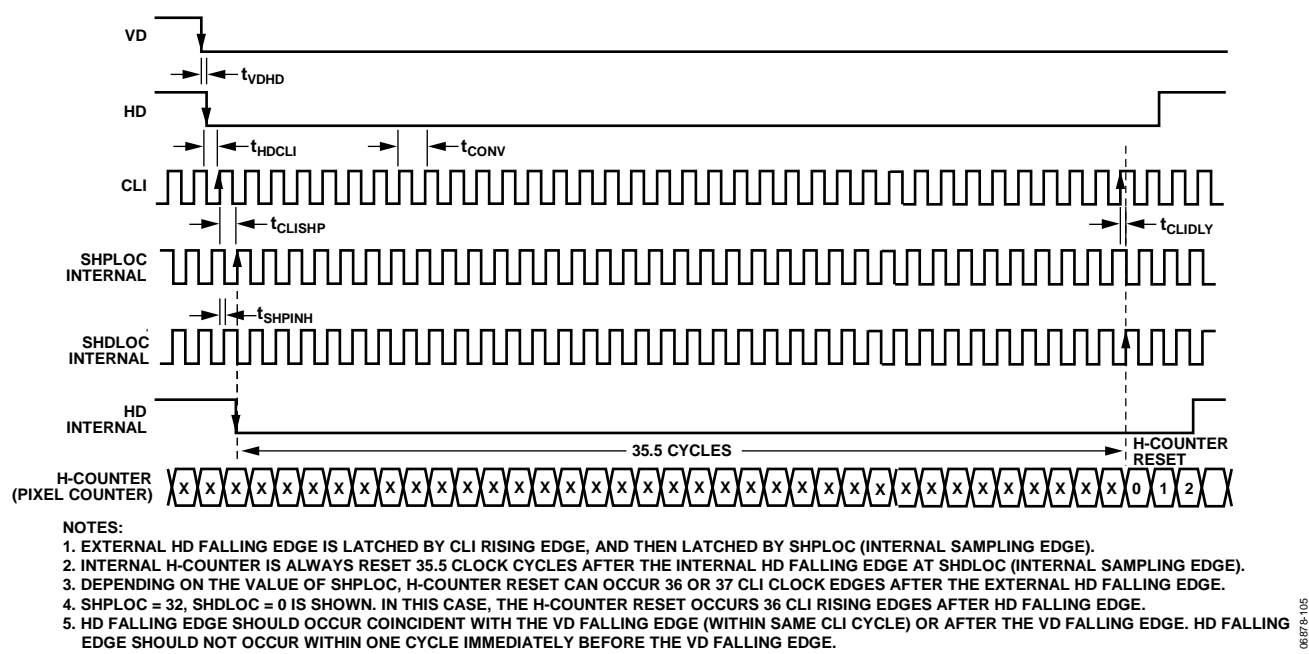 VD
tVDHD
HD
tHDCLI
tCONV
CLI
tCLISHP
tCLIDLY
SHPLOC
INTERNAL
tSHPINH
SHDLOC
INTERNAL
HD
INTERNAL
35.5 CYCLES
H-COUNTER
RESET
H-COUNTER
(PIXEL COUNTER)
X X X X X X X X X X X X X X X X X X X X X X X X X X X X X X X X X X X X X 0 1 2
NOTES:
1. EXTERNAL HD FALLING EDGE IS LATCHED BY CLI RISING EDGE, AND THEN LATCHED BY SHPLOC (INTERNAL SAMPLING EDGE).
2. INTERNAL H-COUNTER IS ALWAYS RESET 35.5 CLOCK CYCLES AFTER THE INTERNAL HD FALLING EDGE AT SHDLOC (INTERNAL SAMPLING EDGE).
3. DEPENDING ON THE VALUE OF SHPLOC, H-COUNTER RESET CAN OCCUR 36 OR 37 CLI CLOCK EDGES AFTER THE EXTERNAL HD FALLING EDGE.
4. SHPLOC = 32, SHDLOC = 0 IS SHOWN. IN THIS CASE, THE H-COUNTER RESET OCCURS 36 CLI RISING EDGES AFTER HD FALLING EDGE.
5. HD FALLING EDGE SHOULD OCCUR COINCIDENT WITH THE VD FALLING EDGE (WITHIN SAME CLI CYCLE) OR AFTER THE VD FALLING EDGE. HD FALLING
EDGE SHOULD NOT OCCUR WITHIN ONE CYCLE IMMEDIATELY BEFORE THE VD FALLING EDGE.
06878-105